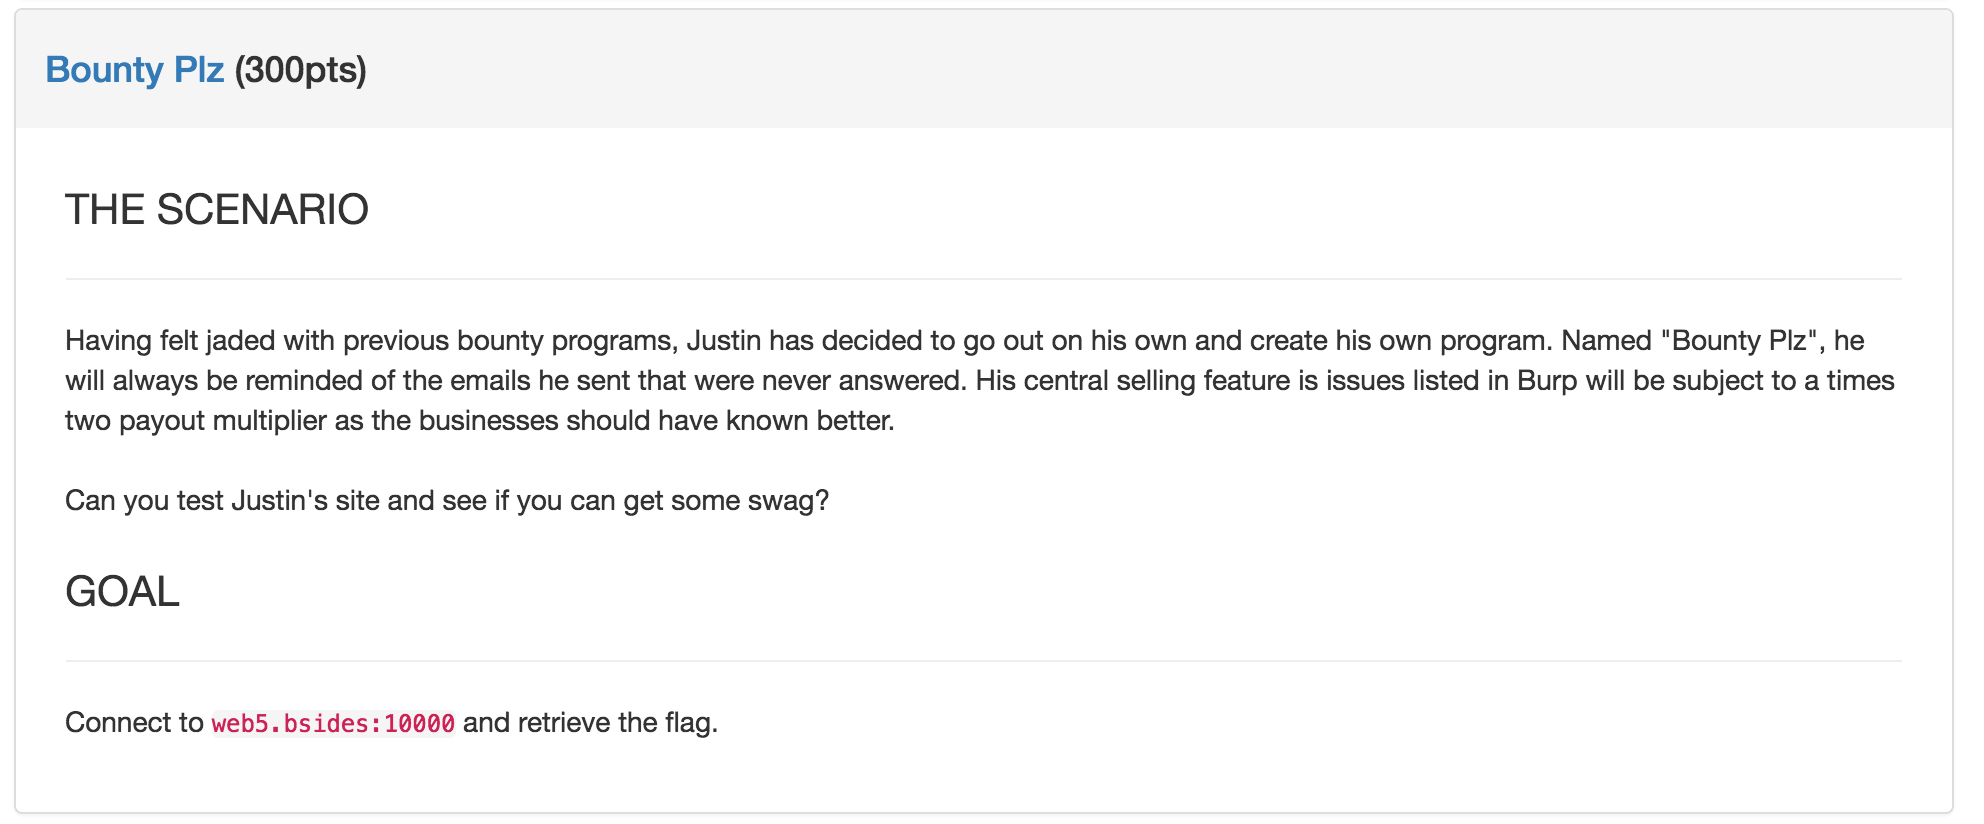 Bounty Plz (300pts)
THE SCENARIO
Having felt jaded with previous bounty programs, Justin has decided to go out on his own and create his own program. Named "Bounty Plz", he
will always be reminded of the emails he sent that were never answered. His central selling feature is issues listed in Burp will be subject to a times
two payout multiplier as the businesses should have known better.
Can you test Justin's site and see if you can get some swag?
GOAL
Connect to web5.bsides:10000 and retrieve the flag.